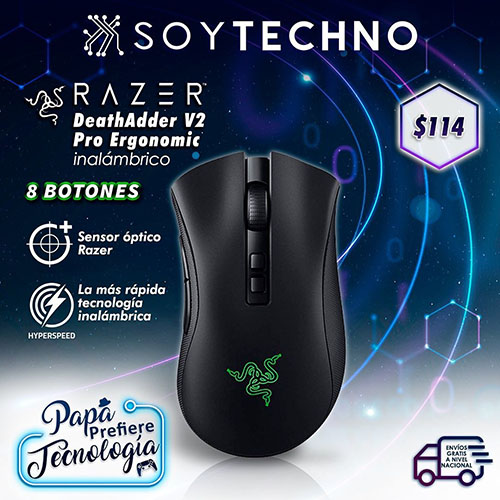 SOYTECHNO
RAZER™
DeathAdder V2
Pro Ergonomic
inalámbrico
$114
8 BOTONES
Sensor óptico
Razer
La más rápida
tecnología
inalámbrica
HYPERSPEED
Papá
Prefiere
Tecnología
ENVÍOS
GRATIS
A NIVEL
NACIONAL